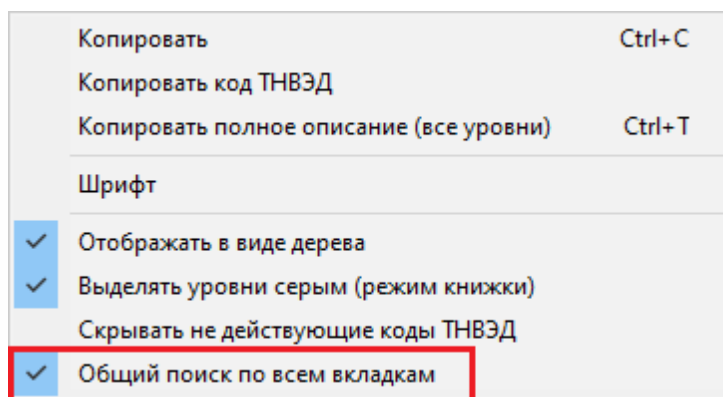 Копировать Ctrl+C
Копировать код ТНВЭД
Копировать полное описание (все уровни) Ctrl+T
Шрифт
Отображать в виде дерева
Выделять уровни серым (режим книжки)
Скрывать не действующие коды ТНВЭД
Общий поиск по всем вкладкам